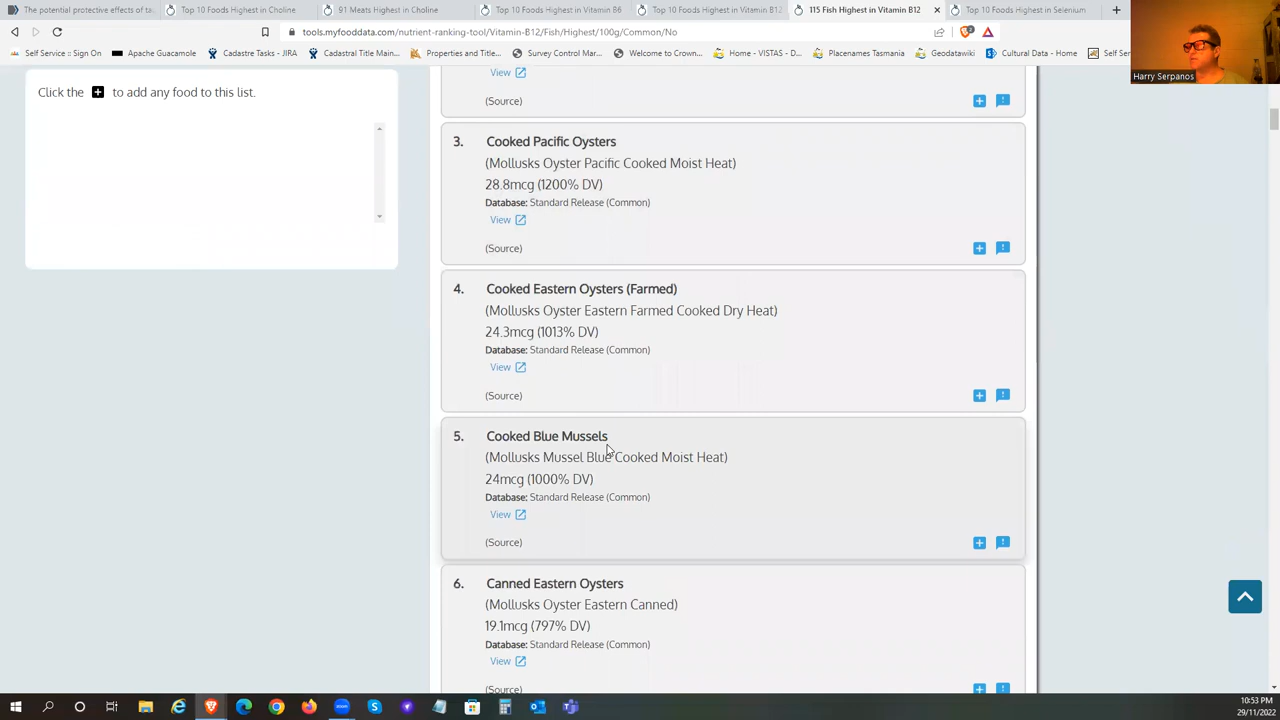 The potential protective effects of ta...
Top 10 Foods Highest in Choline
91 Meats Highest in Choline
Top 10 Foods Highest in Vitamin B6
Top 10 Foods Highest in Vitamin B12
115 Fish Highest in Vitamin B12
Top 10 Foods Highest in Selenium
tools.myfooddata.com/nutrient-ranking-tool/Vitamin-B12/Fish/Highest/100g/Common/No
Self Service :: Sign On
Apache Guacamole
Cadastre Tasks - JIRA
Cadastral Title Main...
Properties and Title...
Survey Control Mar...
Welcome to Crown...
Home - VISTAS - D...
Placenames Tasmania
Geodatawiki
Cultural Data - Home
Self Serv
Harry Serpanos
Click the + to add any food to this list.
View
(Source)
3. Cooked Pacific Oysters
(Mollusks Oyster Pacific Cooked Moist Heat)
28.8mcg (1200% DV)
Database: Standard Release (Common)
View
(Source)
4. Cooked Eastern Oysters (Farmed)
(Mollusks Oyster Eastern Farmed Cooked Dry Heat)
24.3mcg (1013% DV)
Database: Standard Release (Common)
View
(Source)
5. Cooked Blue Mussels
(Mollusks Mussel Blue Cooked Moist Heat)
24mcg (1000% DV)
Database: Standard Release (Common)
View
(Source)
6. Canned Eastern Oysters
(Mollusks Oyster Eastern Canned)
19.1mcg (797% DV)
Database: Standard Release (Common)
View
(Source)
10:53 PM
29/11/2022